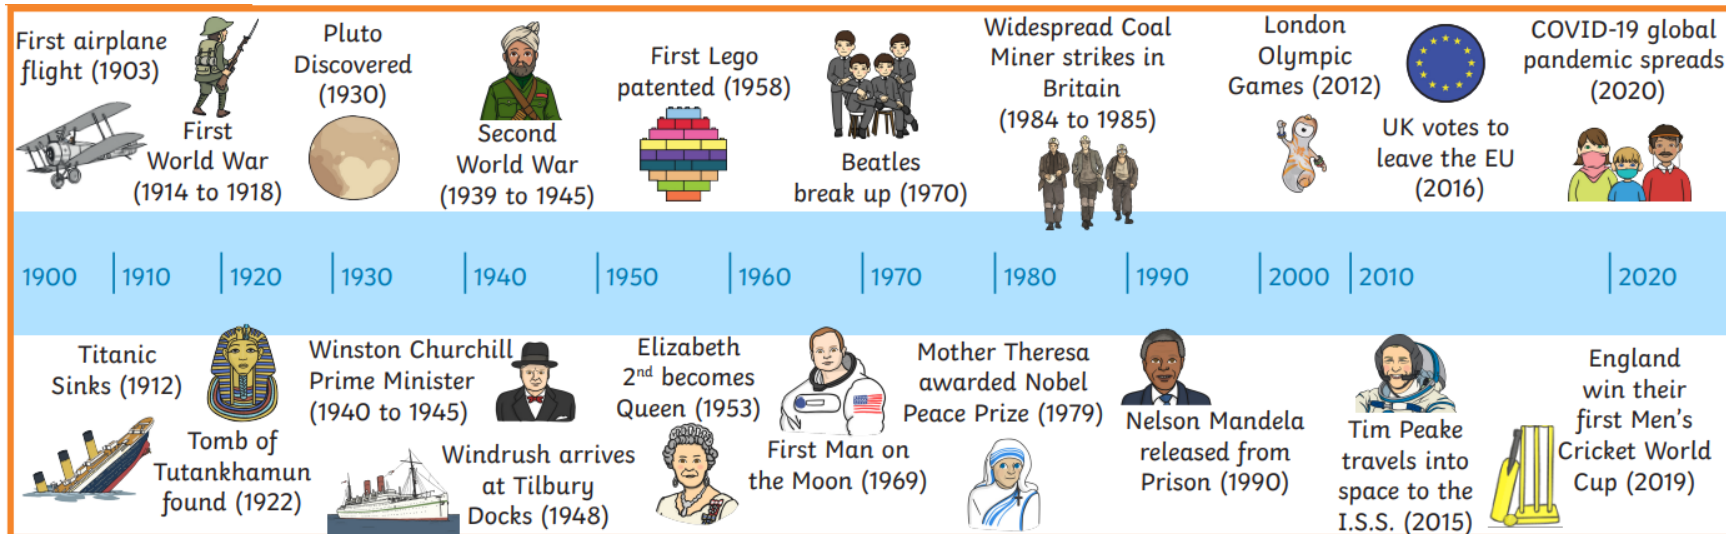 First airplane
flight (1903)
First
World War
(1914 to 1918)
Pluto
Discovered
(1930)
Second
World War
(1939 to 1945)
First Lego
patented (1958)
Beatles
break up (1970)
Widespread Coal
Miner strikes in
Britain
(1984 to 1985)
London
Olympic
Games (2012)
UK votes to
leave the EU
(2016)
COVID-19 global
pandemic spreads
(2020)
1900 1910 1920 1930 1940 1950 1960 1970 1980 1990 2000 2010 2020
Titanic
Sinks (1912)
Tomb of
Tutankhamun
found (1922)
Winston Churchill
Prime Minister
(1940 to 1945)
Windrush arrives
at Tilbury
Docks (1948)
Elizabeth
2nd becomes
Queen (1953)
First Man on
the Moon (1969)
Mother Theresa
awarded Nobel
Peace Prize (1979)
Nelson Mandela
released from
Prison (1990)
Tim Peake
travels into
space to the
I.S.S. (2015)
England
win their
first Men's
Cricket World
Cup (2019)